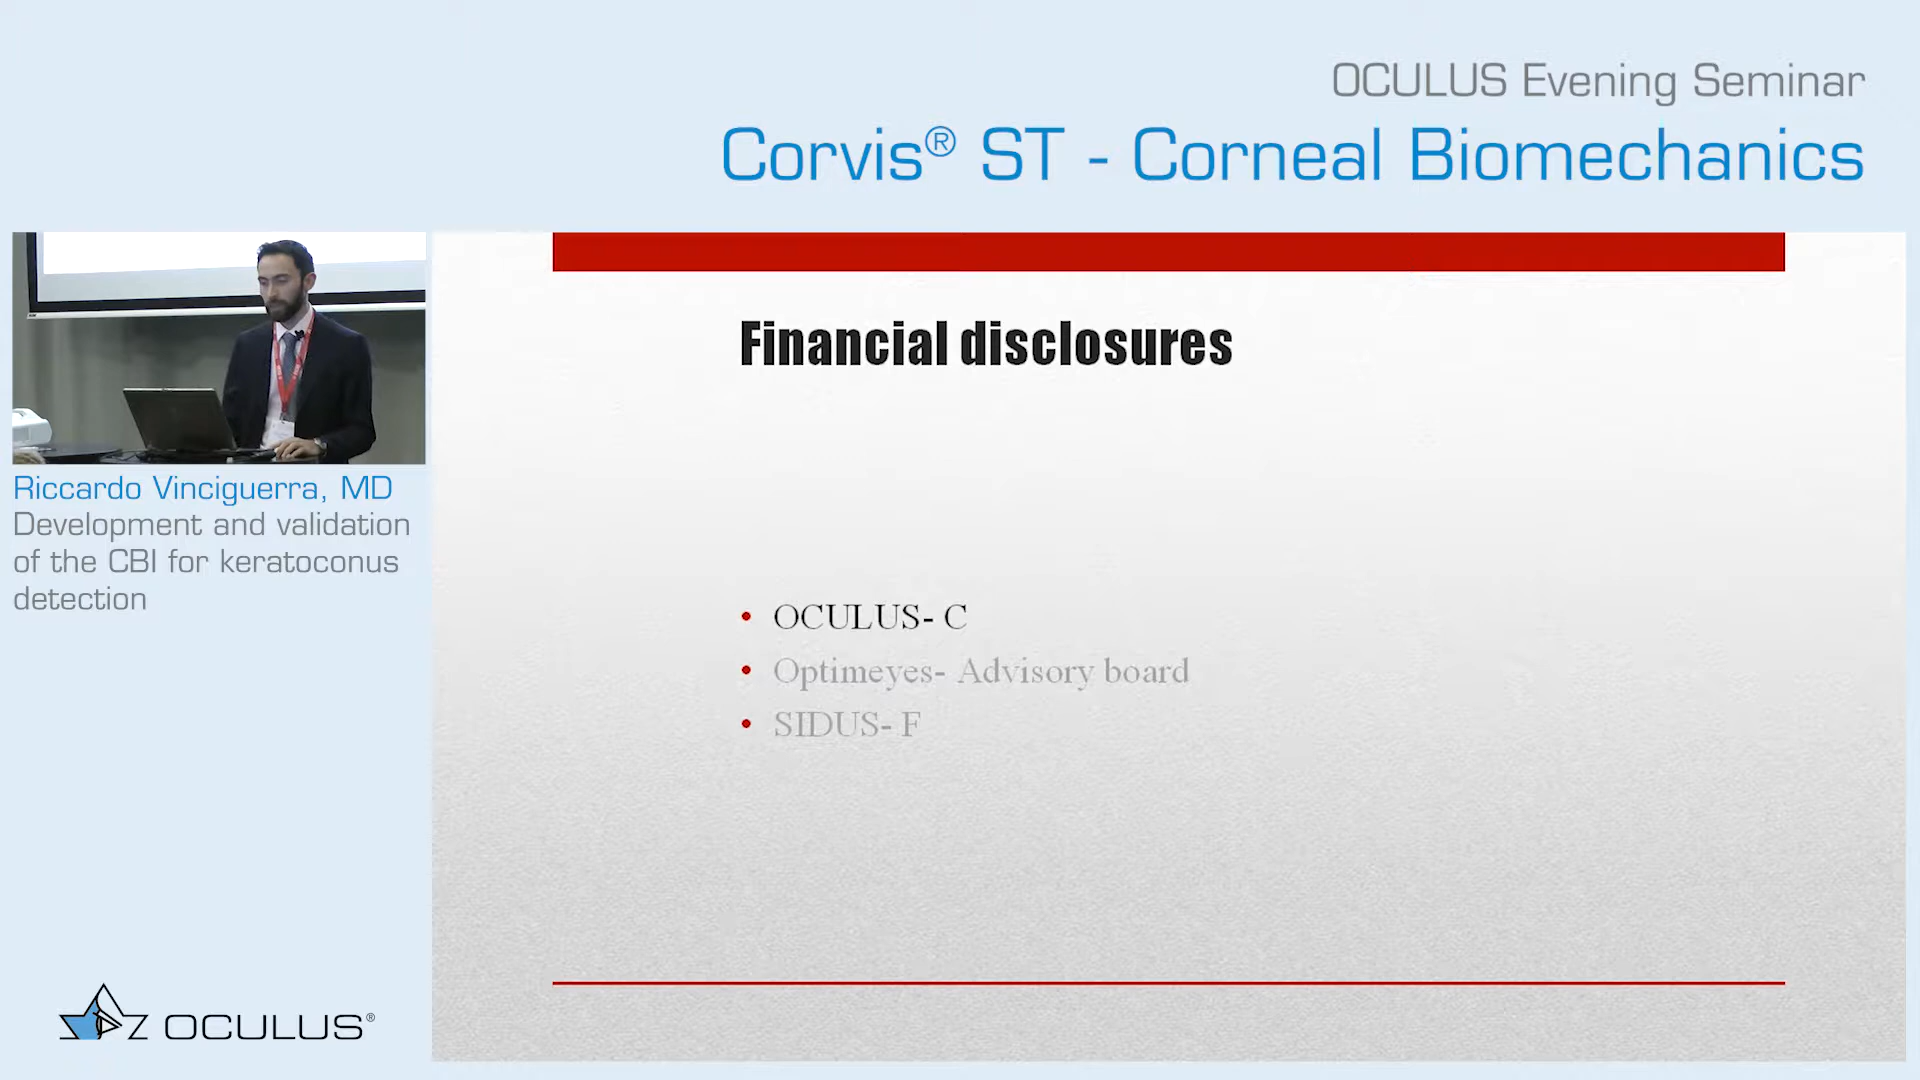 OCULUS Evening Seminar
Corvis® ST - Corneal Biomechanics
Riccardo Vinciguerra, MD
Development and validation
of the CBI for keratoconus
detection
Financial disclosures
• OCULUS- C
• Optimeyes- Advisory board
• SIDUS- F
OCULUS®